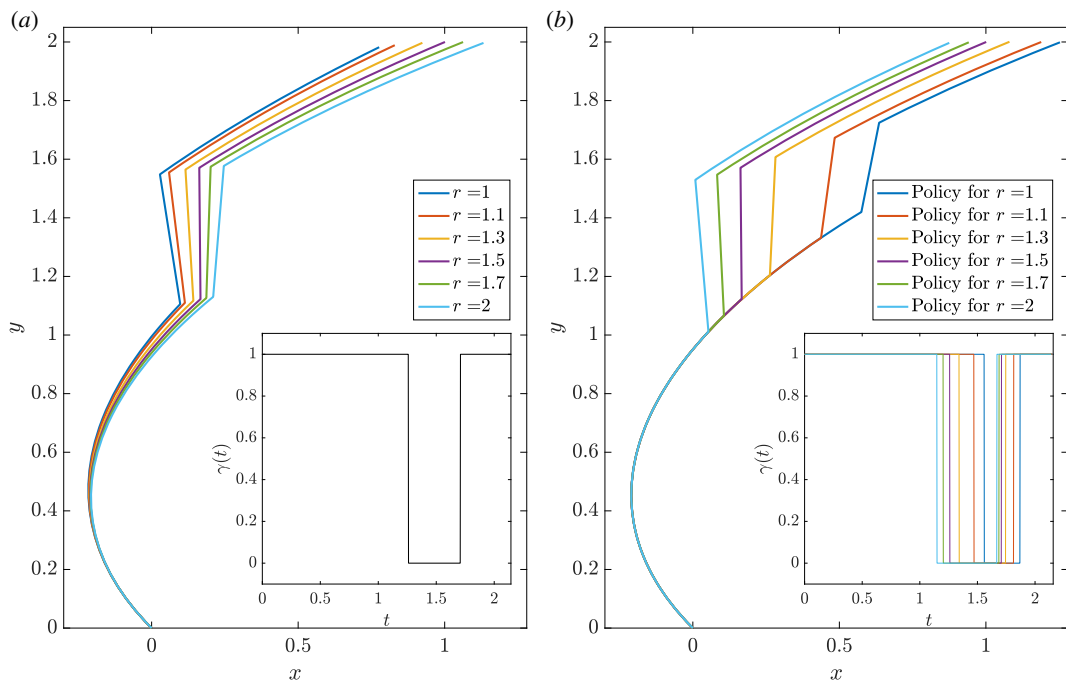 (a)
2.0
1.8
1.6
1.4
1.2
1
0.8
0.6
0.4
0.2
0
y
0
0.5
1
x
r = 1
r = 1.1
r = 1.3
r = 1.5
r = 1.7
r = 2
1
0.8
0.6
0.4
0.2
0
γ(t)
0
0.5
1
1.5
2
t
(b)
2.0
1.8
1.6
1.4
1.2
1
0.8
0.6
0.4
0.2
0
y
0
0.5
1
x
Policy for r = 1
Policy for r = 1.1
Policy for r = 1.3
Policy for r = 1.5
Policy for r = 1.7
Policy for r = 2
1
0.8
0.6
0.4
0.2
0
γ(t)
0
0.5
1
1.5
2
t